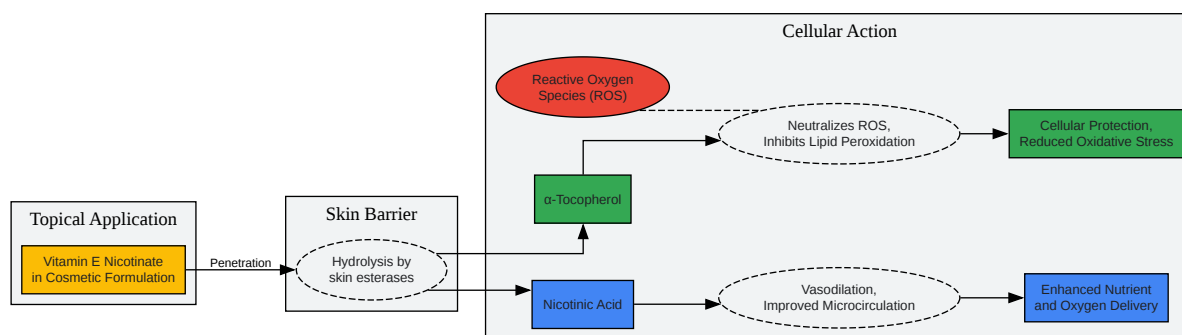 Topical Application
Vitamin E Nicotinate
in Cosmetic Formulation
Penetration
Skin Barrier
Hydrolysis by
skin esterases
Cellular Action
Reactive Oxygen
Species (ROS)
Neutralizes ROS,
Inhibits Lipid Peroxidation
Cellular Protection,
Reduced Oxidative Stress
α-Tocopherol
Nicotinic Acid
Vasodilation,
Improved Microcirculation
Enhanced Nutrient
and Oxygen Delivery